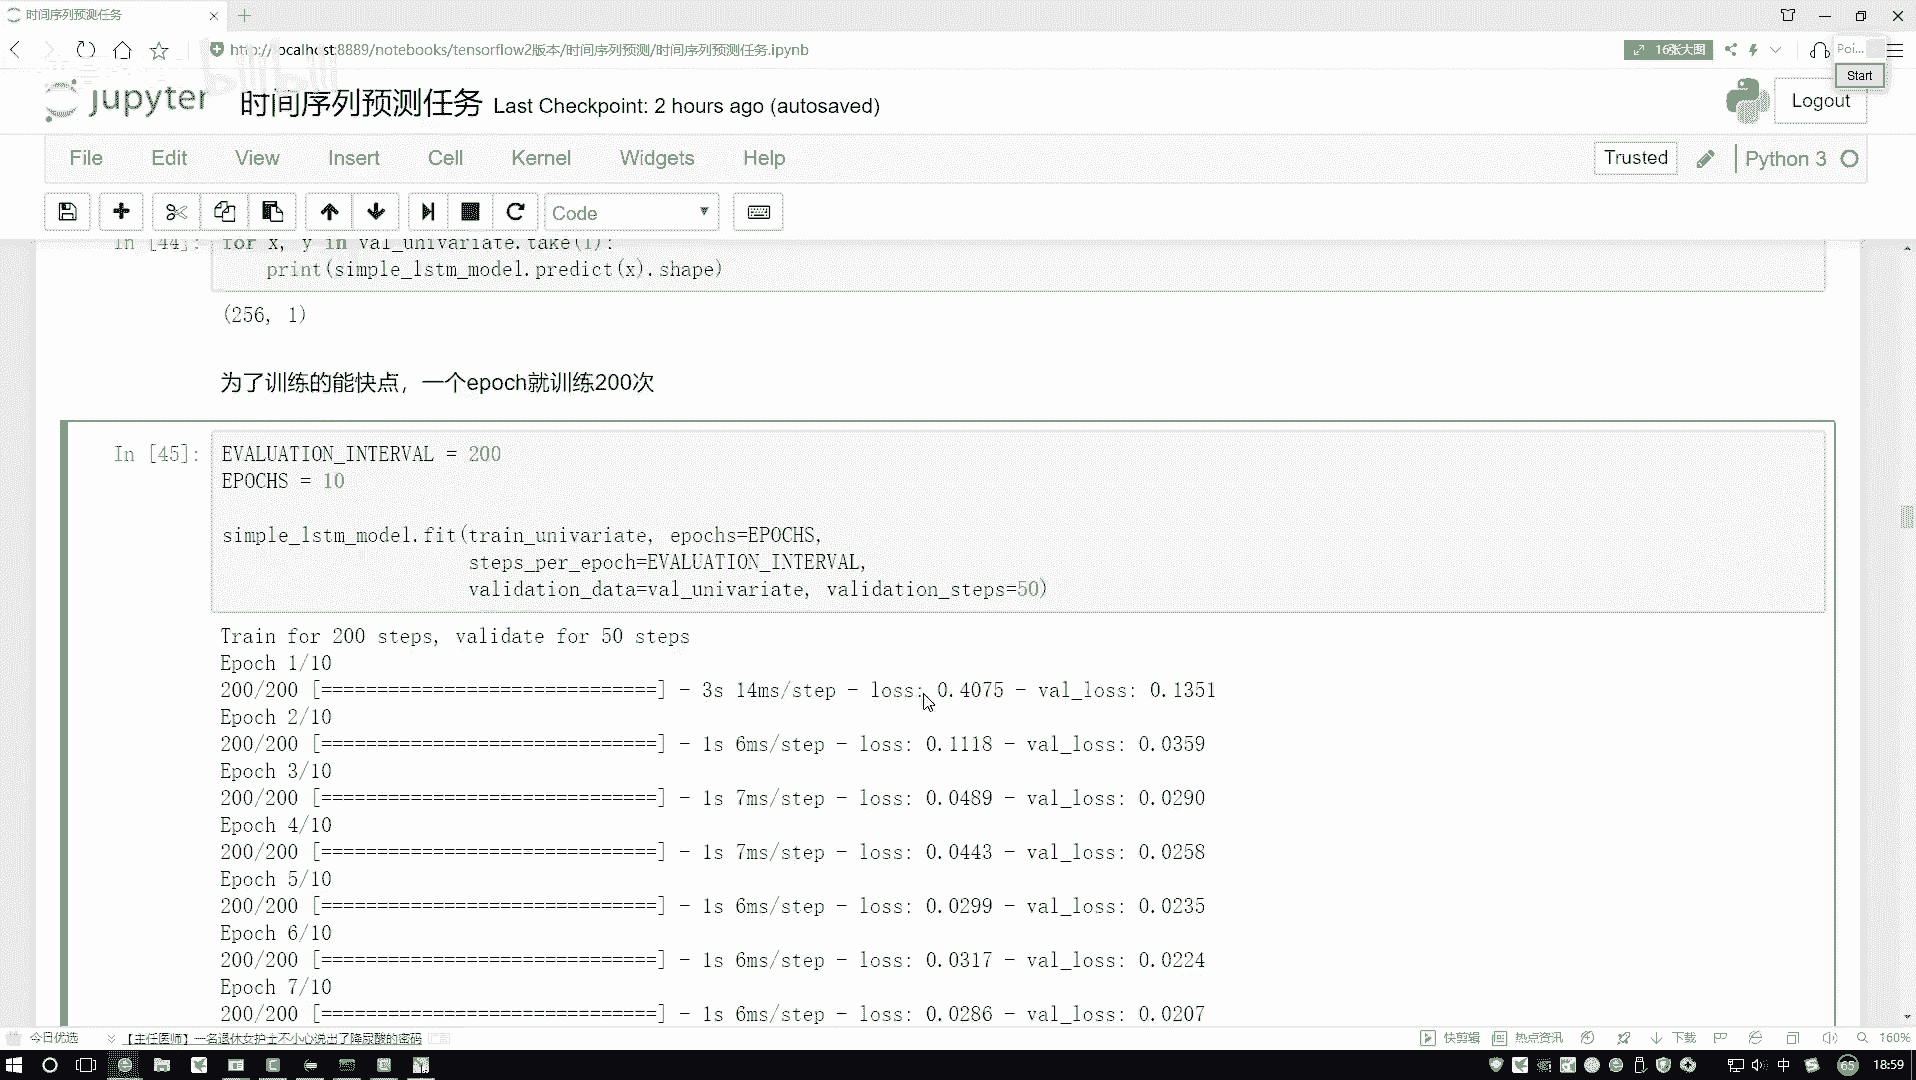 时间序列预测任务
http://localhost:8889/notebooks/tensorflow2版本/时间序列预测/时间序列预测任务.ipynb
16张大图
Poi...
Start
jupyter 时间序列预测任务 Last Checkpoint: 2 hours ago (autosaved)
Logout
File Edit View Insert Cell Kernel Widgets Help
Trusted
Python 3
Code
In [44]: for x, y in val_univariate.take(1):
print(simple_lstm_model.predict(x).shape)
(256, 1)
为了训练的能快点，一个epoch就训练200次
In [45]: EVALUATION_INTERVAL = 200
EPOCHS = 10
simple_lstm_model.fit(train_univariate, epochs=EPOCHS,
steps_per_epoch=EVALUATION_INTERVAL,
validation_data=val_univariate, validation_steps=50)
Train for 200 steps, validate for 50 steps
Epoch 1/10
200/200 [==============================] - 3s 14ms/step - loss: 0.4075 - val_loss: 0.1351
Epoch 2/10
200/200 [==============================] - 1s 6ms/step - loss: 0.1118 - val_loss: 0.0359
Epoch 3/10
200/200 [==============================] - 1s 7ms/step - loss: 0.0489 - val_loss: 0.0290
Epoch 4/10
200/200 [==============================] - 1s 7ms/step - loss: 0.0443 - val_loss: 0.0258
Epoch 5/10
200/200 [==============================] - 1s 6ms/step - loss: 0.0299 - val_loss: 0.0235
Epoch 6/10
200/200 [==============================] - 1s 6ms/step - loss: 0.0317 - val_loss: 0.0224
Epoch 7/10
200/200 [==============================] - 1s 6ms/step - loss: 0.0286 - val_loss: 0.0207
今日优选
【主任医师】一名退休女护士不小心说出了降尿酸的密码
快剪辑
热点资讯
下载
160%
中
65
18:59